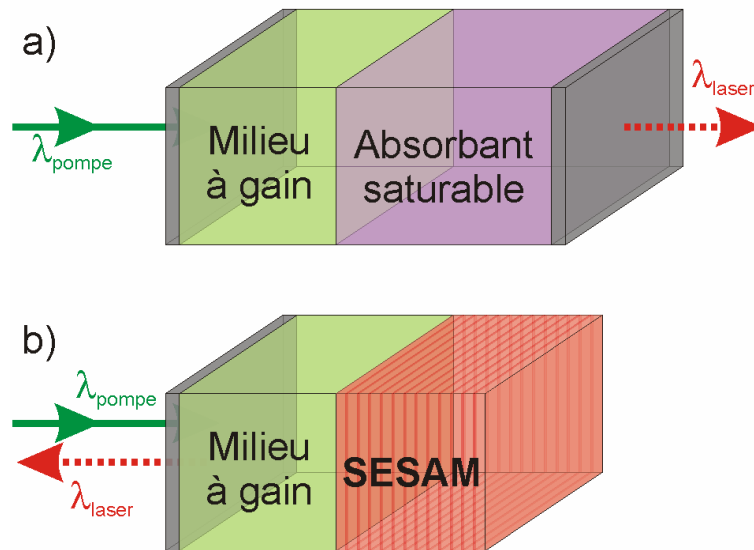 a)
λpompe
Milieu
à gain
Absorbant
saturable
λlaser
b)
λpompe
λlaser
Milieu
à gain
SESAM